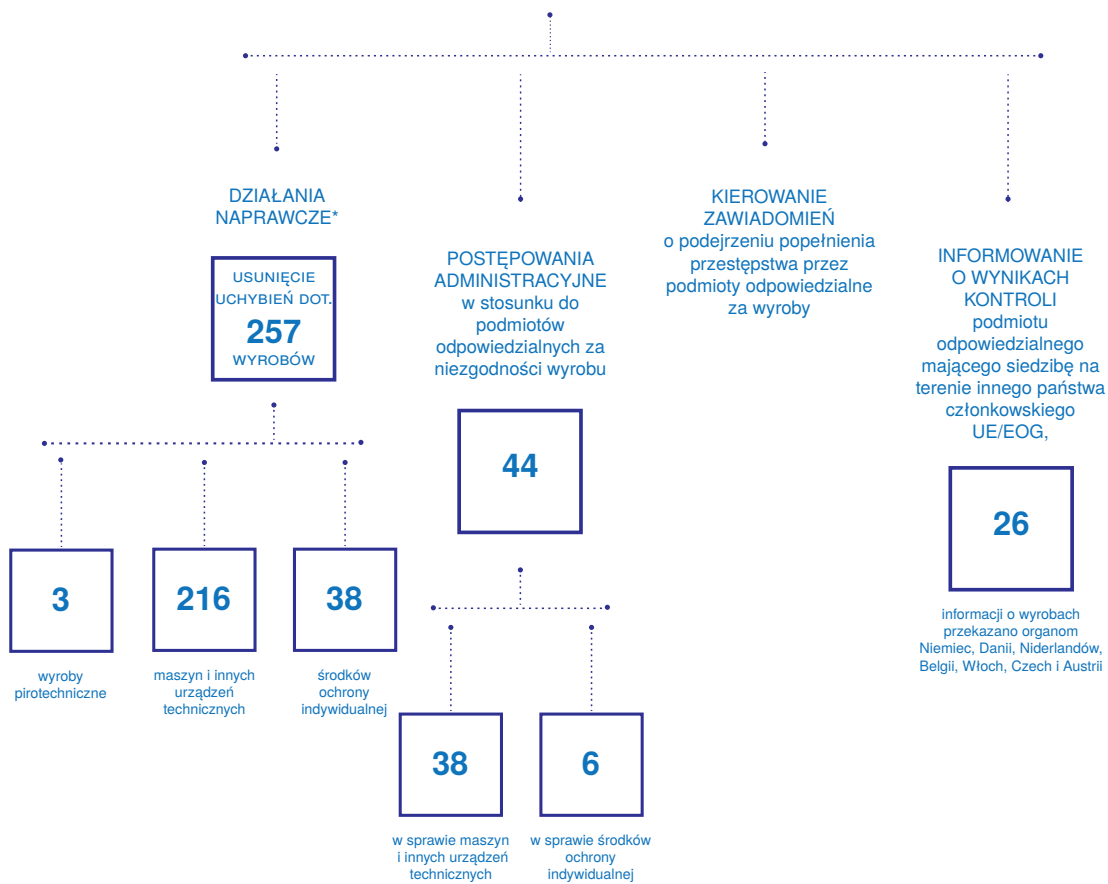 DZIAŁANIA
NAPRAWCZE*
USUNIĘCIE
UCHYBIEŃ DOT.
257
WYROBÓW
3
wyroby
pirotechniczne
216
maszyn i innych
urządzeń
technicznych
38
środków
ochrony
indywidualnej
POSTĘPOWANIA
ADMINISTRACYJNE
w stosunku do
podmiotów
odpowiedzialnych za
niezgodności wyrobu
44
38
w sprawie maszyn
i innych urządzeń
technicznych
6
w sprawie środków
ochrony
indywidualnej
KIEROWANIE
ZAWIADOMIEŃ
o podejrzeniu popełnienia
przestępstwa przez
podmioty odpowiedzialne
za wyroby
INFORMOWANIE
O WYNIKACH
KONTROLI
podmiotu
odpowiedzialnego
mającego siedzibę na
terenie innego państwa
członkowskiego
UE/EOG,
26
informacji o wyrobach
przekazano organom
Niemiec, Danii, Niderlandów,
Belgii, Włoch, Czech i Austrii